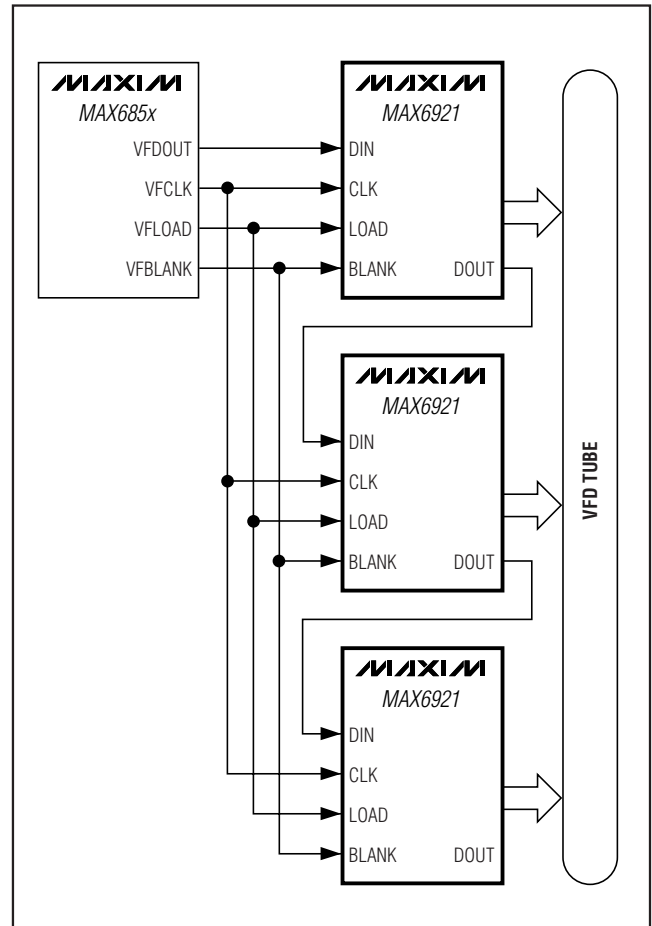 MAXIM
MAX685x
VFDOUT
VFCLK
VFLOAD
VFBLANK
MAXIM
MAX6921
DIN
CLK
LOAD
BLANK DOUT
MAXIM
MAX6921
DIN
CLK
LOAD
BLANK DOUT
MAXIM
MAX6921
DIN
CLK
LOAD
BLANK DOUT
VFD TUBE